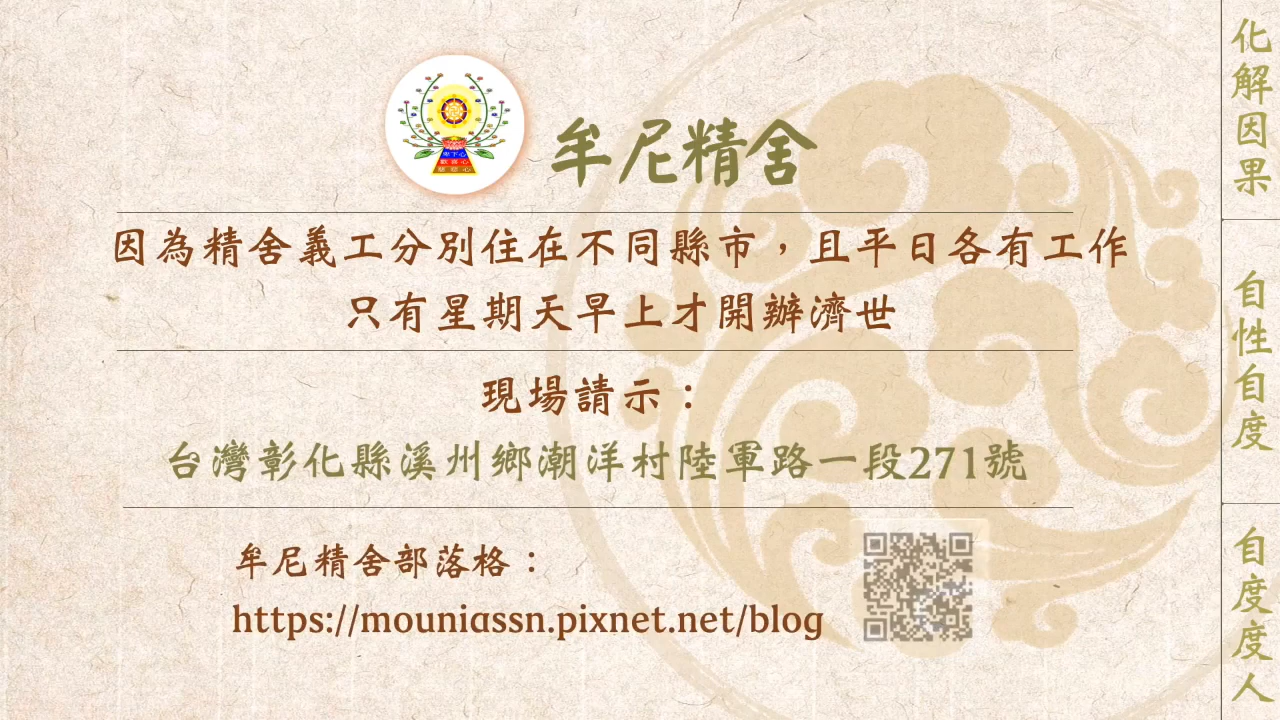 牟尼精舍
因為精舍義工分別住在不同縣市，且平日各有工作
只有星期天早上才開辦濟世
現場請示：
台灣彰化縣溪州鄉潮洋村陸軍路一段271號
牟尼精舍部落格：
https://mouniassn.pixnet.net/blog
化解因果
自性自度
自度度人